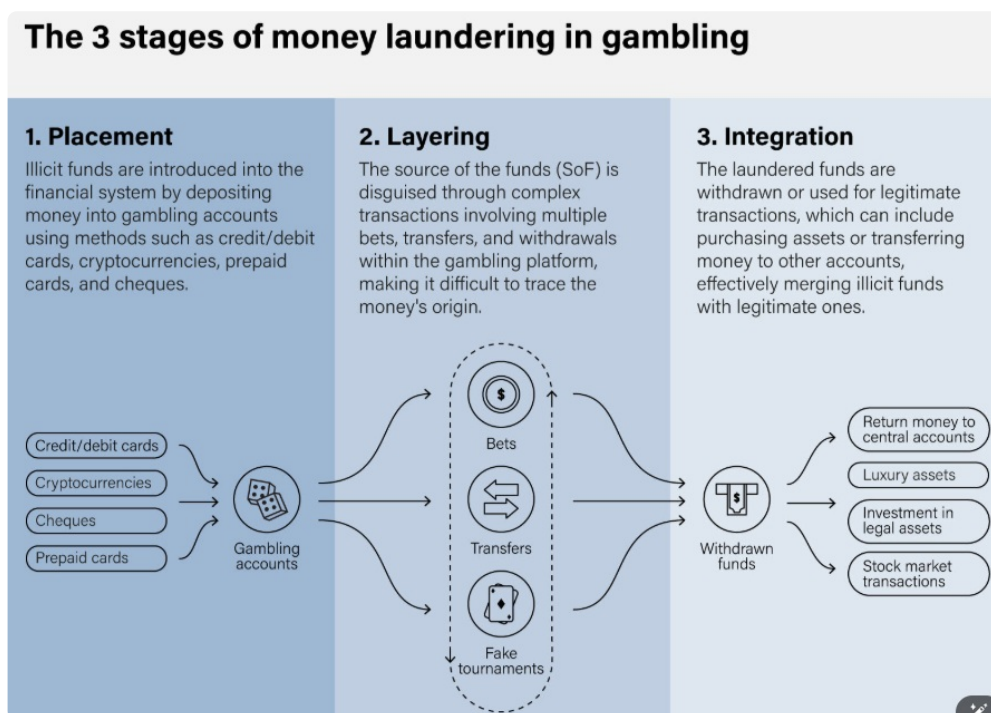 The 3 stages of money laundering in gambling
1. Placement
Illicit funds are introduced into the
financial system by depositing
money into gambling accounts
using methods such as credit/debit
cards, cryptocurrencies, prepaid
cards, and cheques.
2. Layering
The source of the funds (SoF) is
disguised through complex
transactions involving multiple
bets, transfers, and withdrawals
within the gambling platform,
making it difficult to trace the
money's origin.
3. Integration
The laundered funds are
withdrawn or used for legitimate
transactions, which can include
purchasing assets or transferring
money to other accounts,
effectively merging illicit funds
with legitimate ones.
Credit/debit cards
Cryptocurrencies
Cheques
Prepaid cards
Gambling
accounts
$
Bets
Transfers
Fake
tournaments
$
Withdrawn
funds
Return money to
central accounts
Luxury assets
Investment in
legal assets
Stock market
transactions